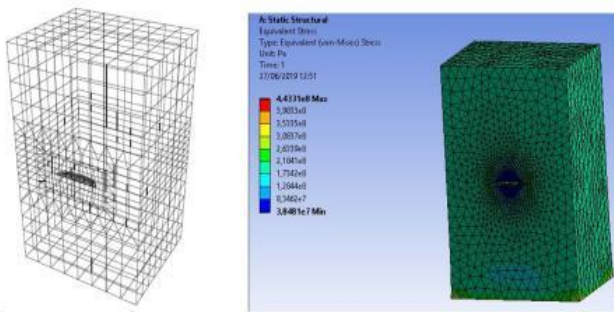 A: Static Structural
Equivalent Stress
Type: Equivalent (von-Mises) Stress
Unit: Pa
Time: 1
27/06/2019 12:51
4,4331e8 Max
3,9833e8
3,5335e8
3,0837e8
2,6339e8
2,1841e8
1,7342e8
1,2844e8
8,3462e7
3,8481e7 Min